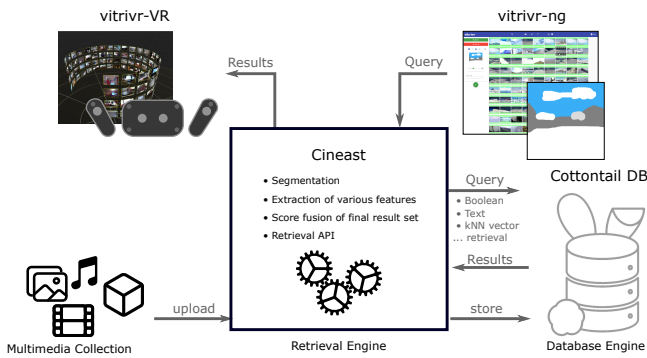 vitrivr-VR
vitrivr-ng
Results
Query
Cineast
• Segmentation
• Extraction of various features
• Score fusion of final result set
• Retrieval API
Query
• Boolean
• Text
• kNN vector
... retrieval
Results
Cottontail DB
upload
store
Multimedia Collection
Retrieval Engine
Database Engine